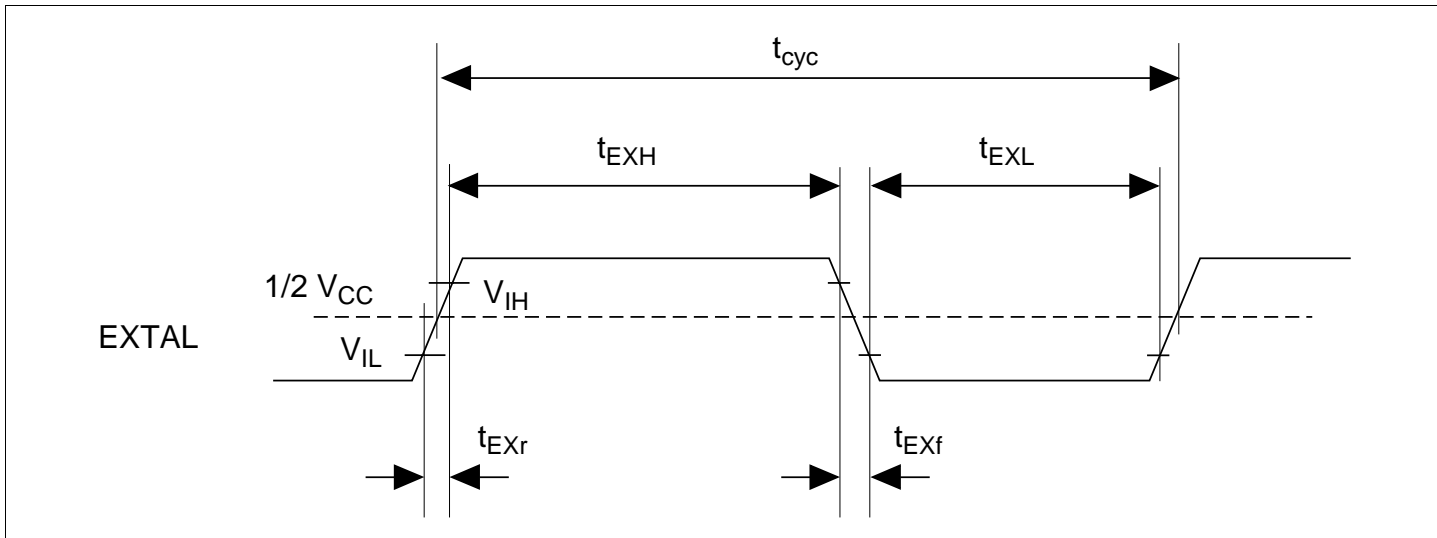 tcyc
tEXH
tEXL
1/2 VCC
VIH
EXTAL
VIL
tEXr
tEXf